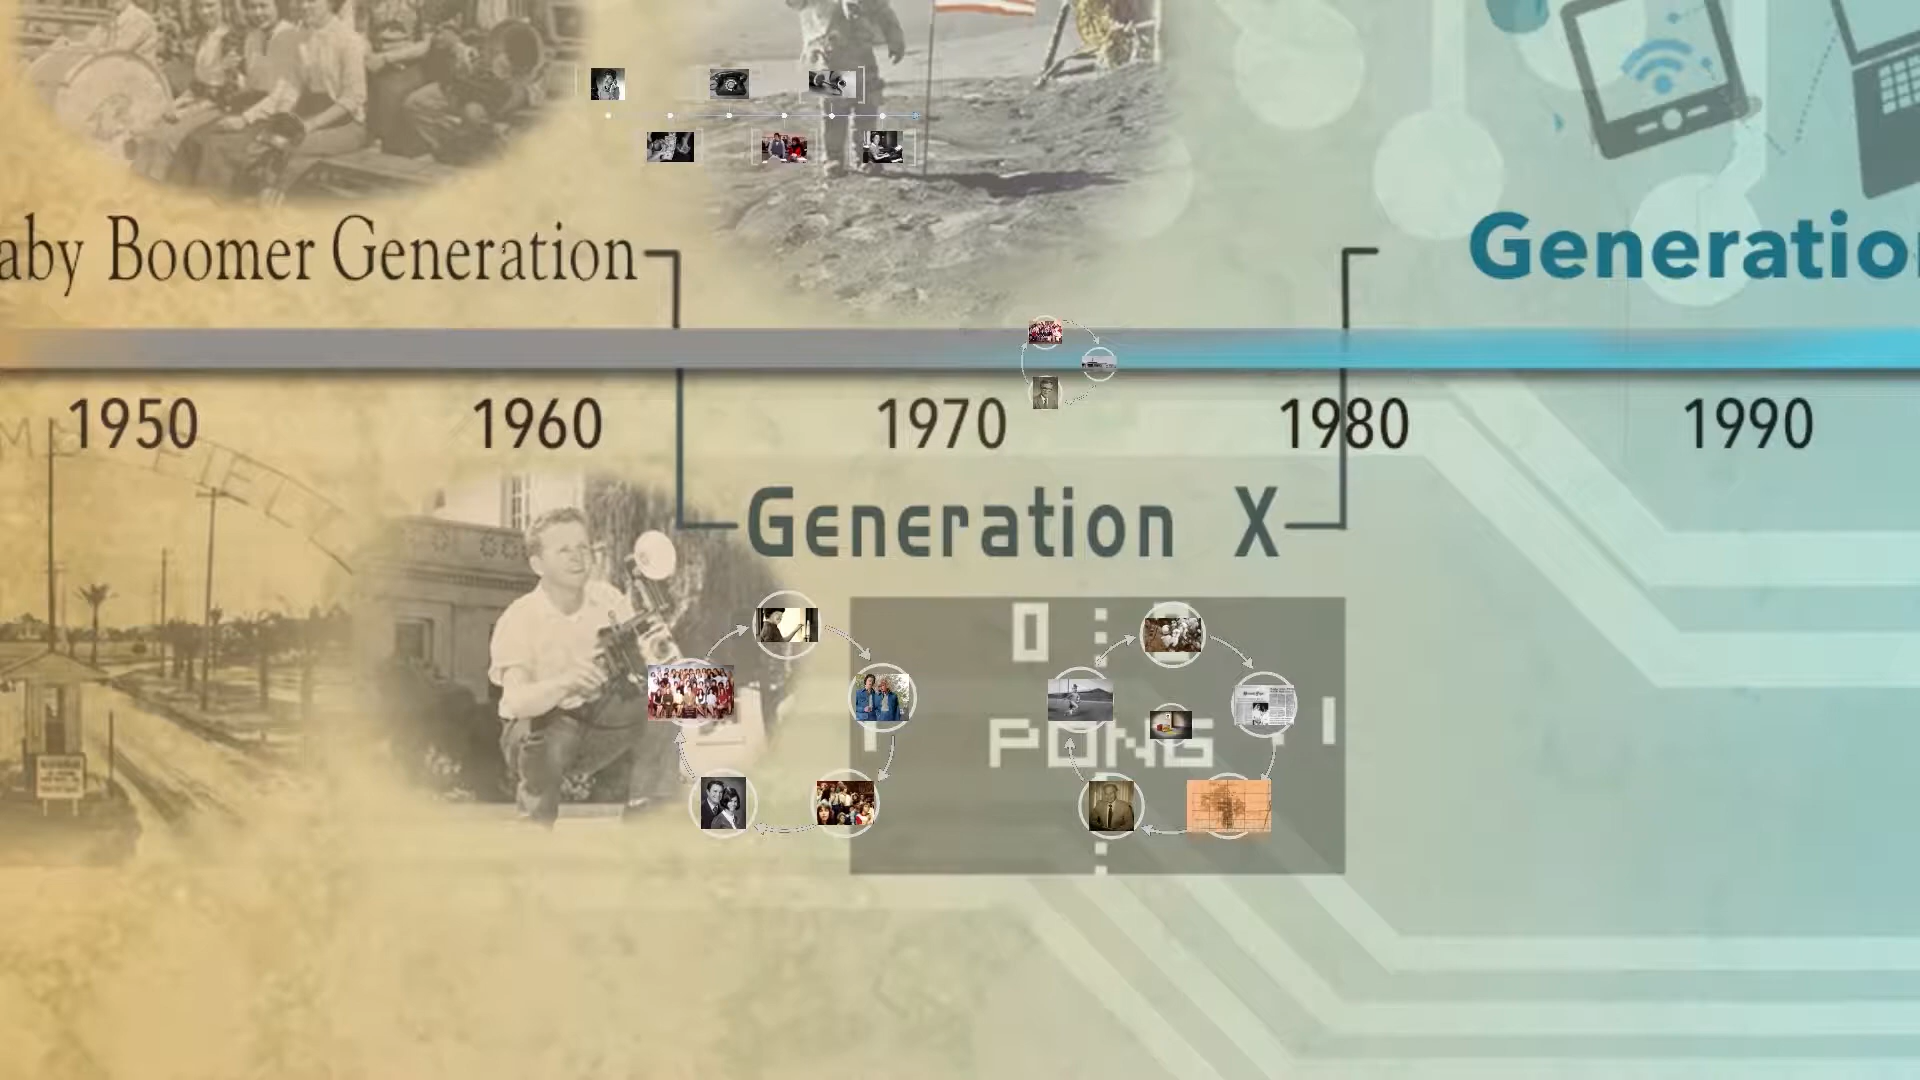 aby Boomer Generation
Generatio
1950
1960
1970
1980
1990
Generation X
0 :
PONG